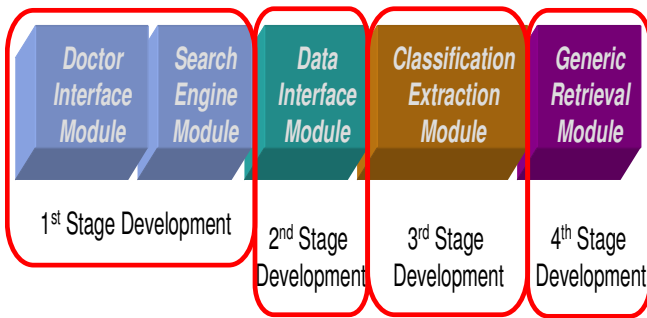 Doctor
Interface
Module
Search
Engine
Module
Data
Interface
Module
Classification
Extraction
Module
Generic
Retrieval
Module
1st Stage Development
2nd Stage
Development
3rd Stage
Development
4th Stage
Development